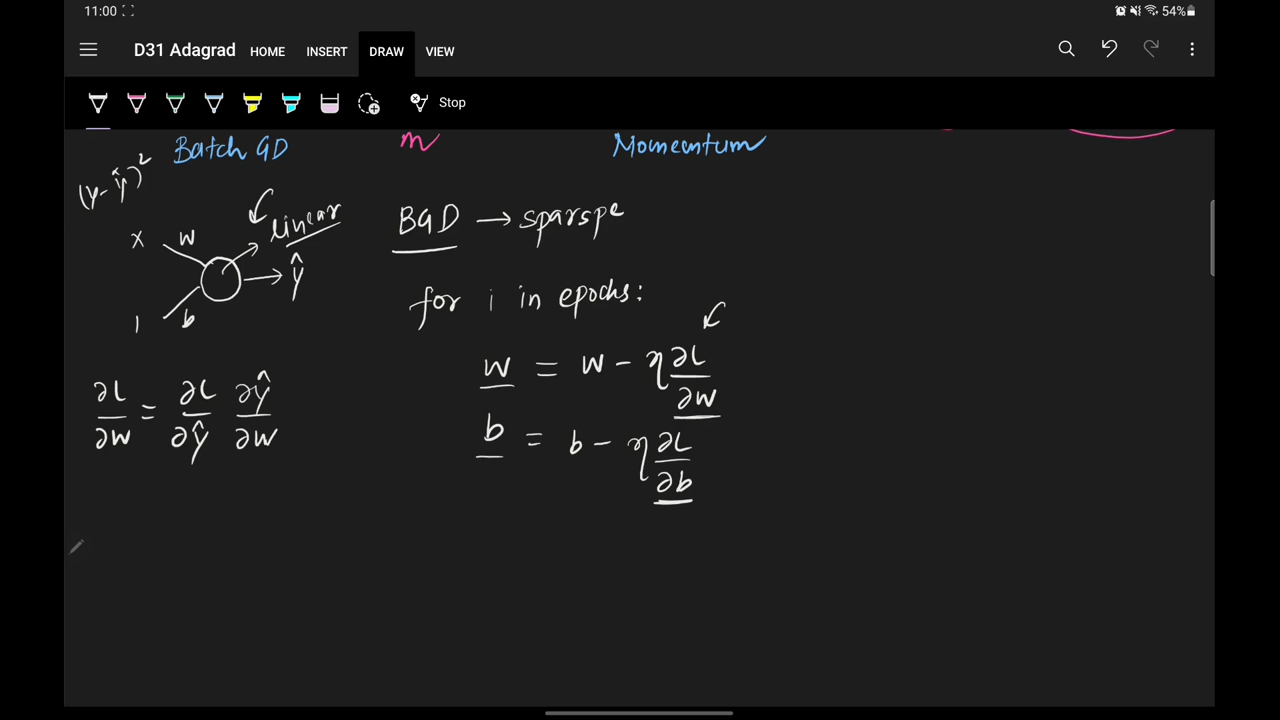 11:00 54%
D31 Adagrad HOME INSERT DRAW VIEW
Stop
Batch GD m Momentum
(y-ŷ)²
x w linear
ŷ
1 b
BGD → sparspe
for i in epochs:
w = w - η ∂L/∂w
b = b - η ∂L/∂b
∂L/∂w = ∂L/∂ŷ ∂ŷ/∂w